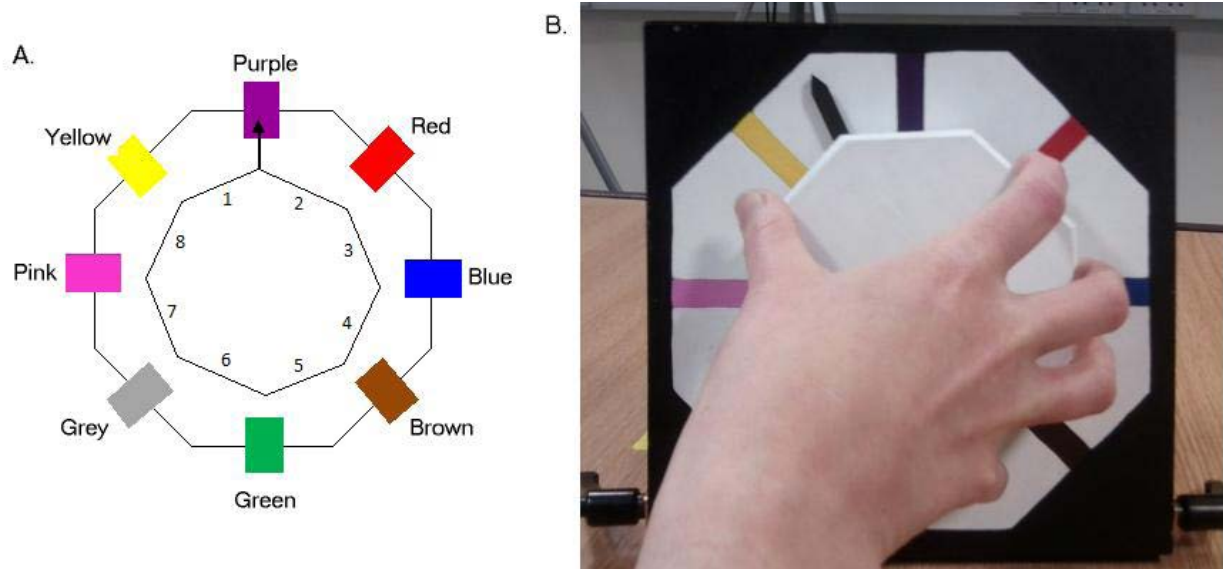 A.
B.
Purple
Yellow
Red
1
2
8
3
Pink
Blue
7
4
6
5
Grey
Brown
Green